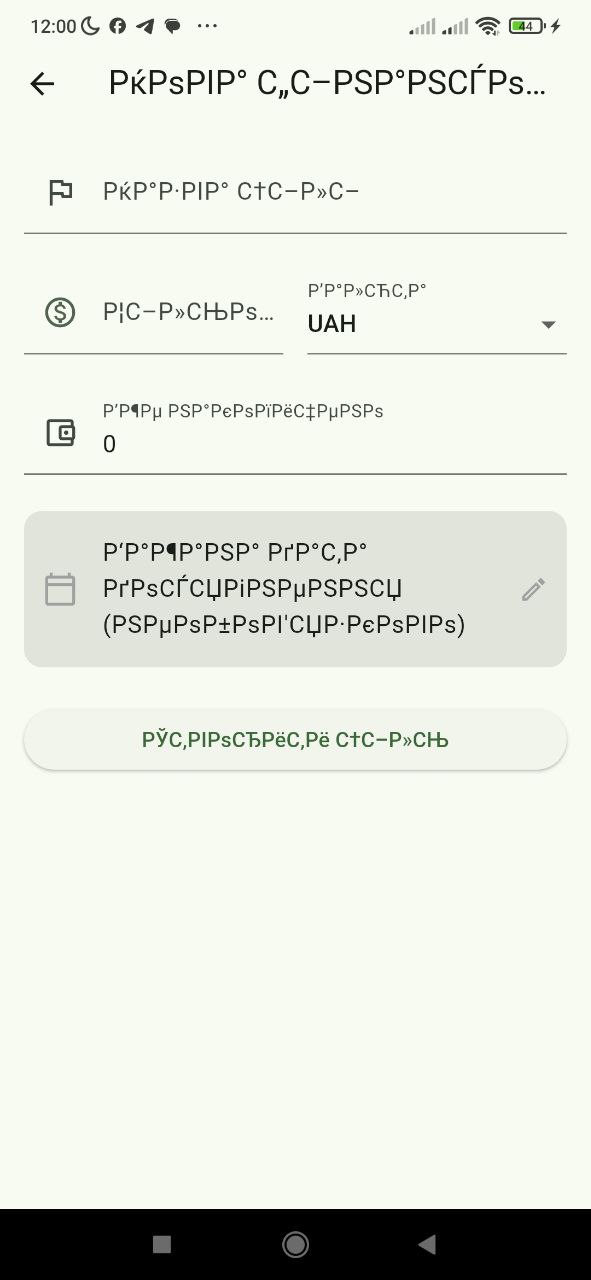 12:00
44
РќРѕРІР° С„С–РЅР°РЅСЃРѕ...
РќР°Р·РІР° С†С–Р»С–
Р’Р°Р»СЋС‚Р°
Р¦С–Р»СЊРѕ...
UAH
Р’Р¶Рµ РЅР°РєРѕРїРёС‡РµРЅРѕ
0
Р‘Р°Р¶Р°РЅР° РґР°С‚Р°
РґРѕСЃСЏРіРЅРµРЅРЅСЏ
(РЅРµРѕР±РѕРІ'СЏР·РєРѕРІРѕ)
РЎС‚РІРѕСЂРёС‚Рё С†С–Р»СЊ